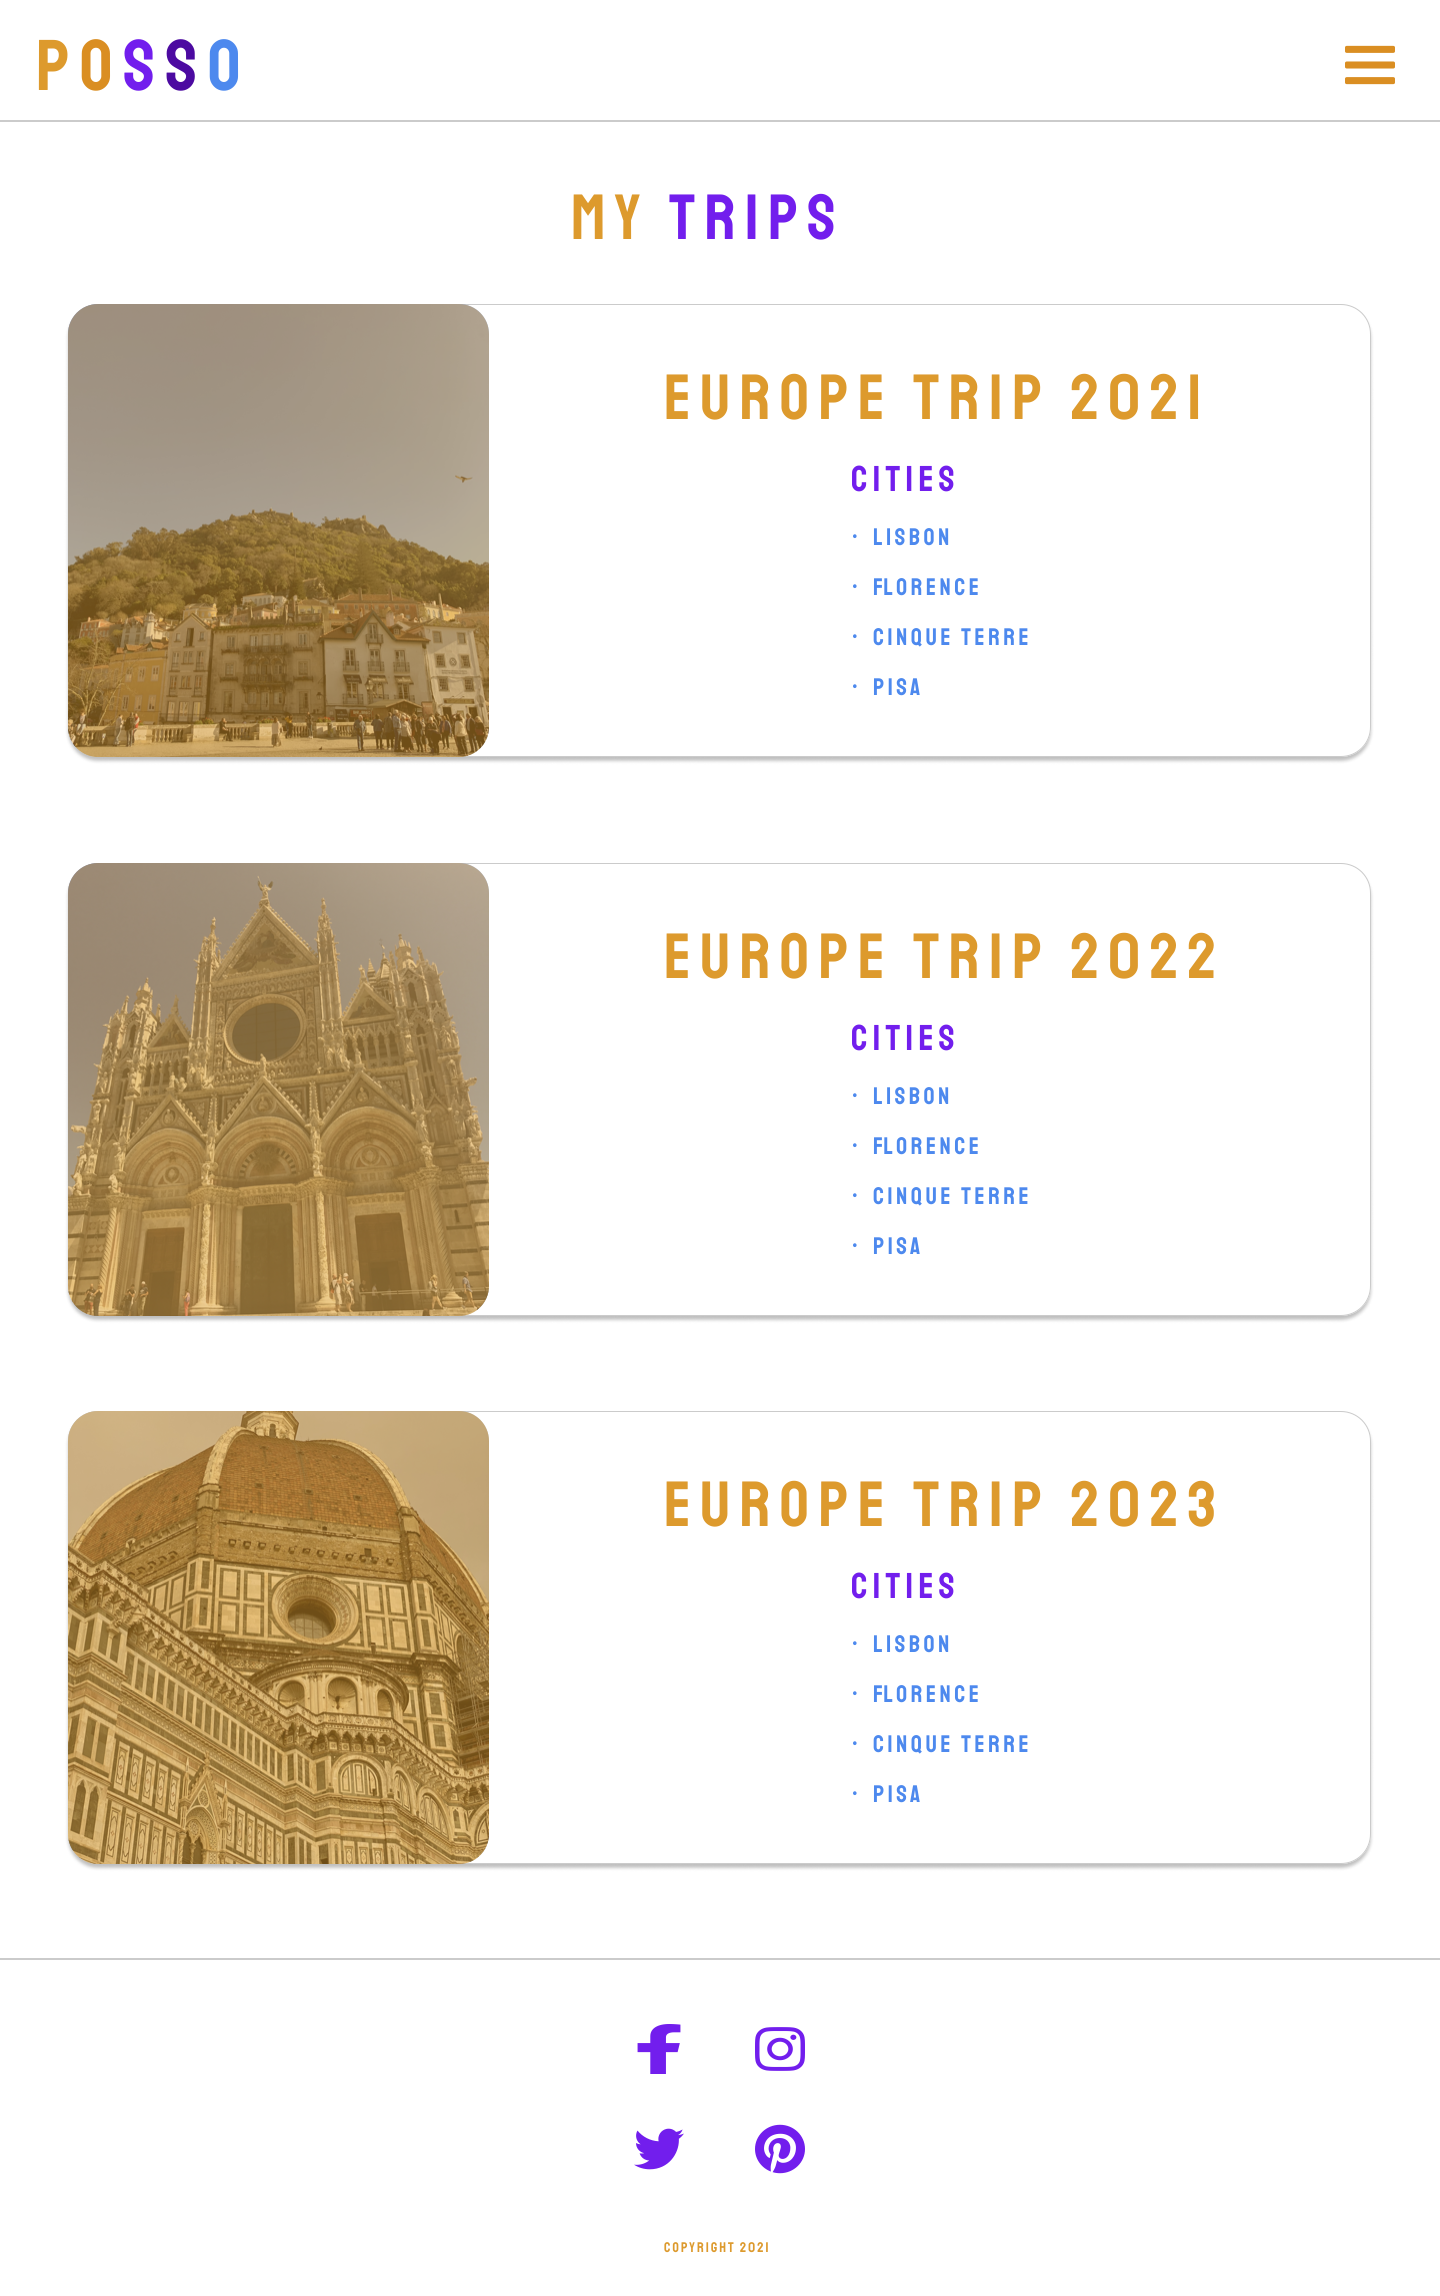 POSSO
MY TRIPS
EUROPE TRIP 2021
CITIES
· LISBON
· FLORENCE
· CINQUE TERRE
· PISA
EUROPE TRIP 2022
CITIES
· LISBON
· FLORENCE
· CINQUE TERRE
· PISA
EUROPE TRIP 2023
CITIES
· LISBON
· FLORENCE
· CINQUE TERRE
· PISA
COPYRIGHT 2021